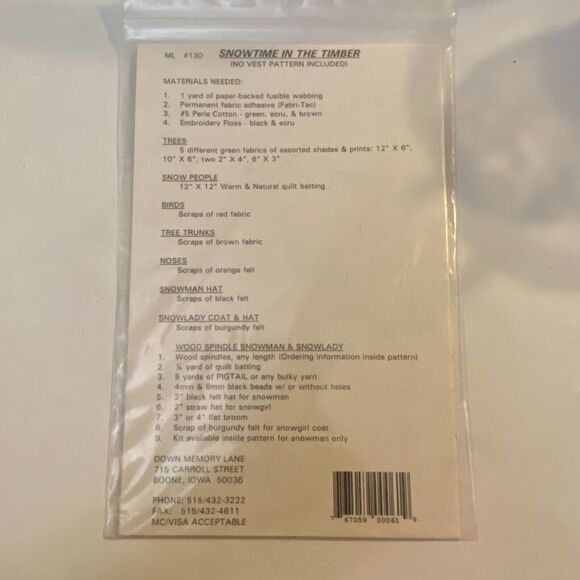 ML - #130 SNOWTIME IN THE TIMBER
(NO VEST PATTERN INCLUDED)
MATERIALS NEEDED:
1. 1 yard of paper-backed fusible webbing
2. Permanent fabric adhesive (Fabri-Tac)
3. #5 Perle Cotton - green, ecru, & brown
4. Embroidery Floss - black & ecru
TREES
5 different green fabrics of assorted shades & prints: 12" X 6",
10" X 6", two 2" X 4", 6" X 3"
SNOW PEOPLE
12" X 12" Warm & Natural quilt batting
BIRDS
Scraps of red fabric
TREE TRUNKS
Scraps of brown fabric
NOSES
Scraps of orange felt
SNOWMAN HAT
Scraps of black felt
SNOWLADY COAT & HAT
Scraps of burgundy felt
WOOD SPINDLE SNOWMAN & SNOWLADY
1. Wood spindles, any length (Ordering information inside pattern)
2. ¼ yard of quilt batting
3. 5 yards of PIGTAIL or any bulky yarn
4. 4mm & 6mm black beads w/ or without holes
5. 2" black felt hat for snowman
6. 2" straw hat for snowgirl
7. 3" or 4" flat broom
8. Scrap of burgundy felt for snowgirl coat
9. Kit available inside pattern for snowman only
DOWN MEMORY LANE
715 CARROLL STREET
BOONE, IOWA 50036
PHONE: 515/432-3222
FAX: 515/432-4611
MC/VISA ACCEPTABLE
7 67059 00061 9